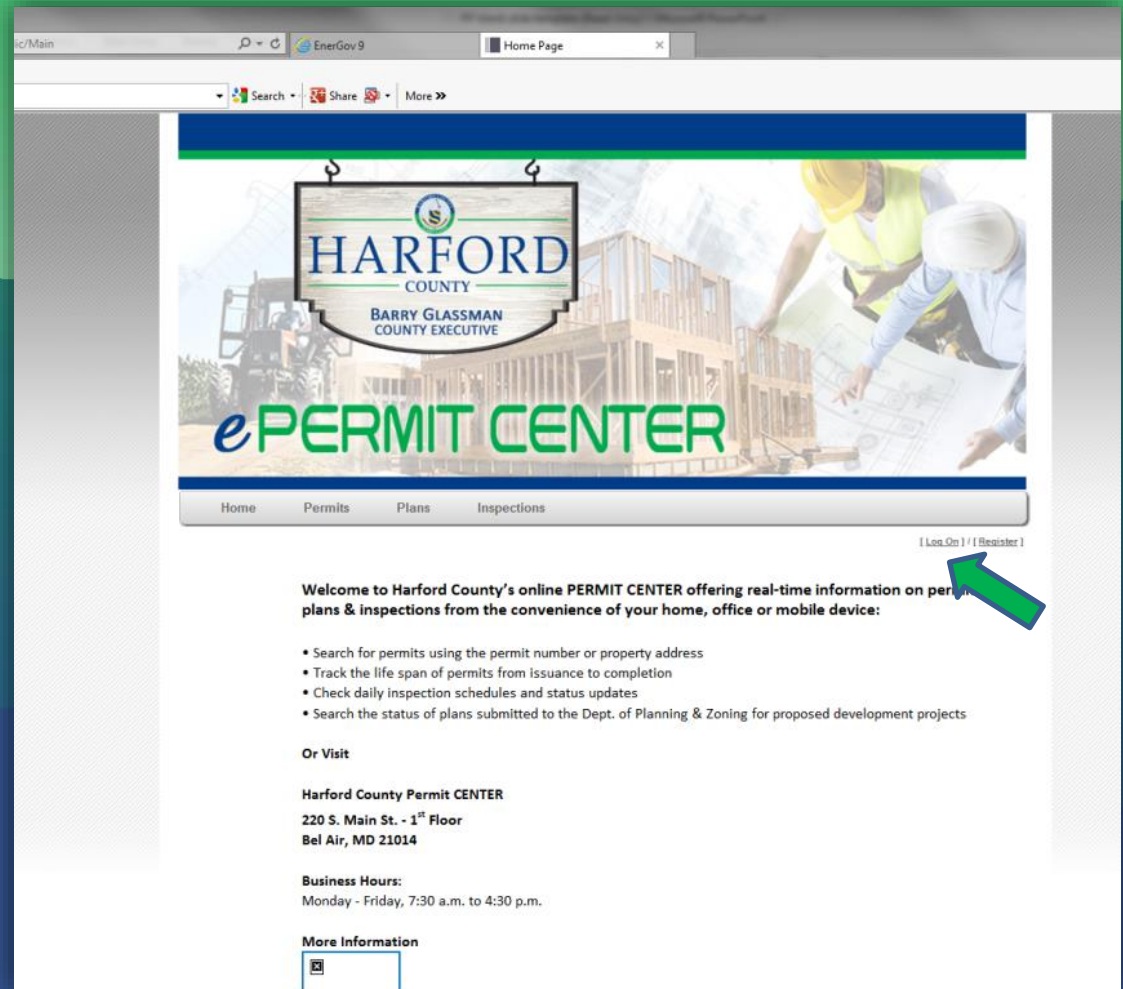 ic/Main
EnerGov 9
Home Page
Search
Share
More »
HARFORD
COUNTY
BARRY GLASSMAN
COUNTY EXECUTIVE
ePERMIT CENTER
Home Permits Plans Inspections
[ Log On ] / [ Register ]
Welcome to Harford County's online PERMIT CENTER offering real-time information on
plans & inspections from the convenience of your home, office or mobile device:
• Search for permits using the permit number or property address
• Track the life span of permits from issuance to completion
• Check daily inspection schedules and status updates
• Search the status of plans submitted to the Dept. of Planning & Zoning for proposed development projects
Or Visit
Harford County Permit CENTER
220 S. Main St. - 1st Floor
Bel Air, MD 21014
Business Hours:
Monday - Friday, 7:30 a.m. to 4:30 p.m.
More Information